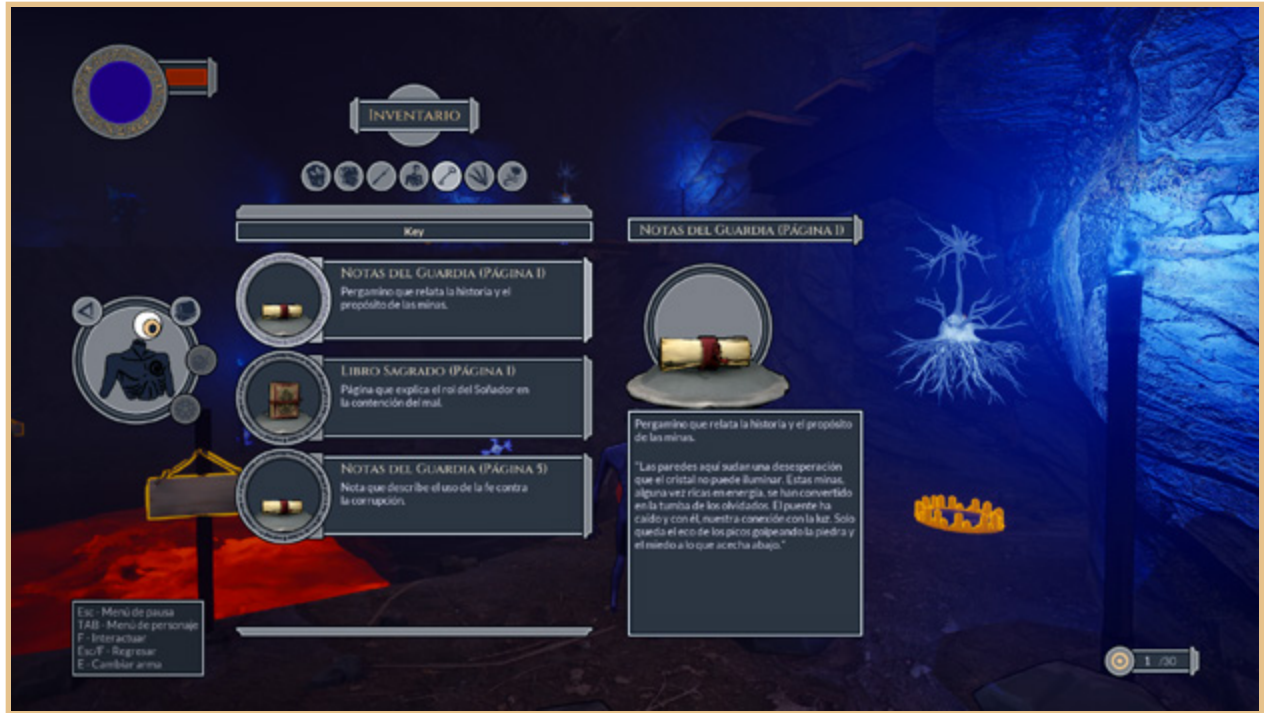 INVENTARIO
Key
NOTAS DEL GUARDIA (PÁGINA 1)
Pergamino que relata la historia y el
propósito de las minas.
LIBRO SAGRADO (PÁGINA 1)
Página que explica el rol del Soñador en
la contención del mal.
NOTAS DEL GUARDIA (PÁGINA 5)
Nota que describe el uso de la fe contra
la corrupción.
NOTAS DEL GUARDIA (PÁGINA 1)
Pergamino que relata la historia y el propósito
de las minas.
"Las paredes aquí sudan una desesperación
que el cristal no puede iluminar. Estas minas,
alguna vez ricas en energía, se han convertido
en la tumba de los olvidados. El puente ha
caído y con él, nuestra conexión con la luz. Solo
queda el eco de los picos golpeando la piedra y
el miedo a lo que acecha abajo."
Esc - Menú de pausa
TAB - Menú de personaje
F - Interactuar
Esc/F - Regresar
E - Cambiar arma
1 /30